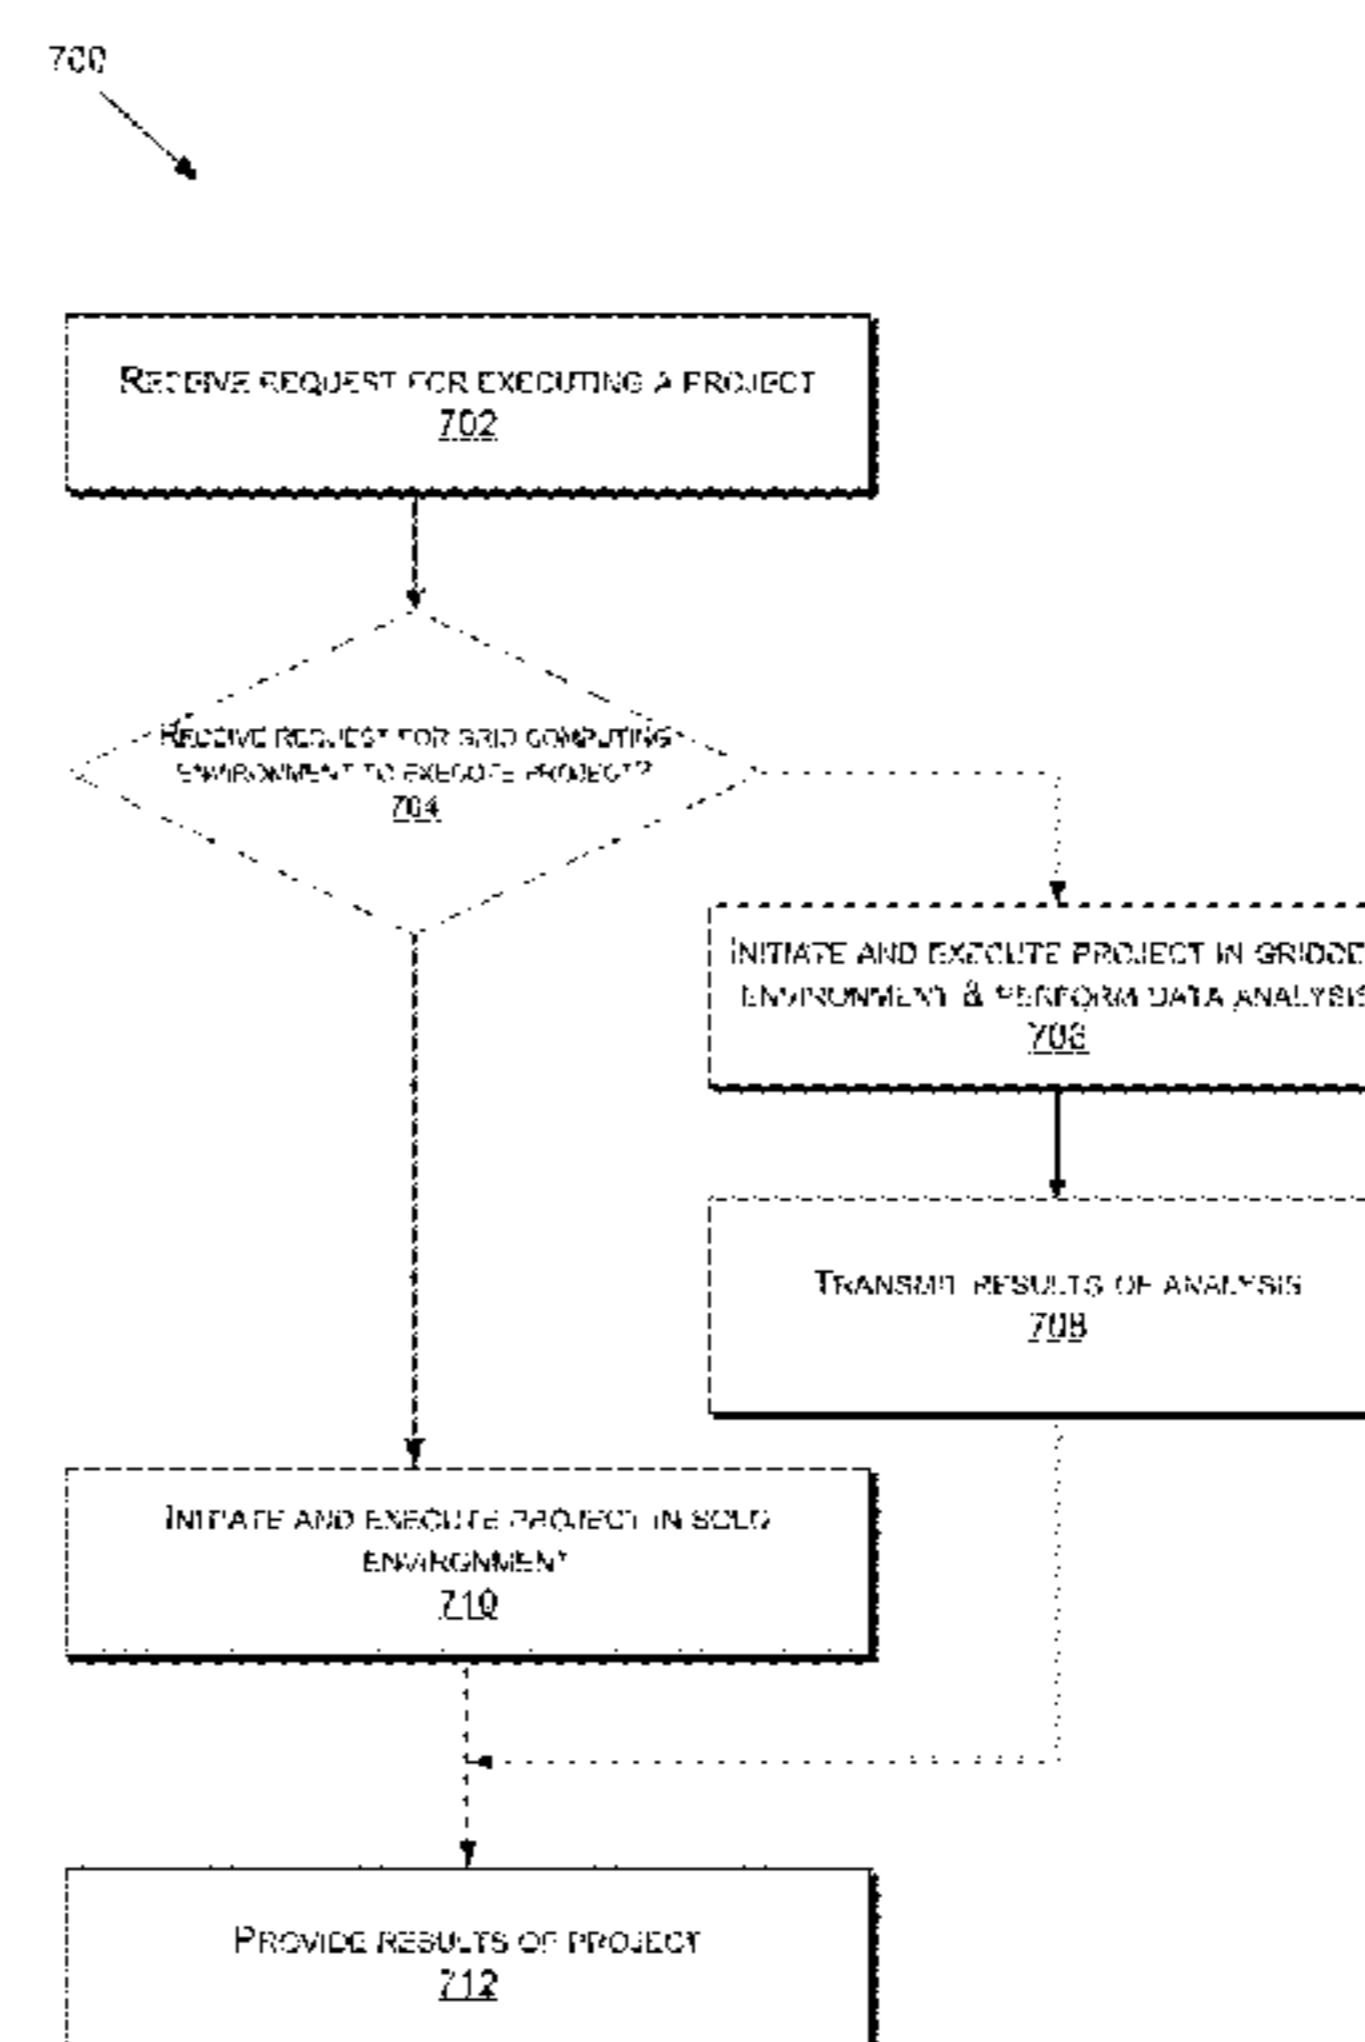 700
RECEIVE REQUEST FOR EXECUTING A PROJECT
702
RECEIVE REQUEST FOR GRID COMPUTING
ENVIRONMENT TO EXECUTE PROJECT?
704
INITIATE AND EXECUTE PROJECT IN GRIDDE
ENVIRONMENT & PERFORM DATA ANALYSIS
706
TRANSMIT RESULTS OF ANALYSIS
708
INITIATE AND EXECUTE PROJECT IN SOLO
ENVIRONMENT
710
PROVIDE RESULTS OF PROJECT
712